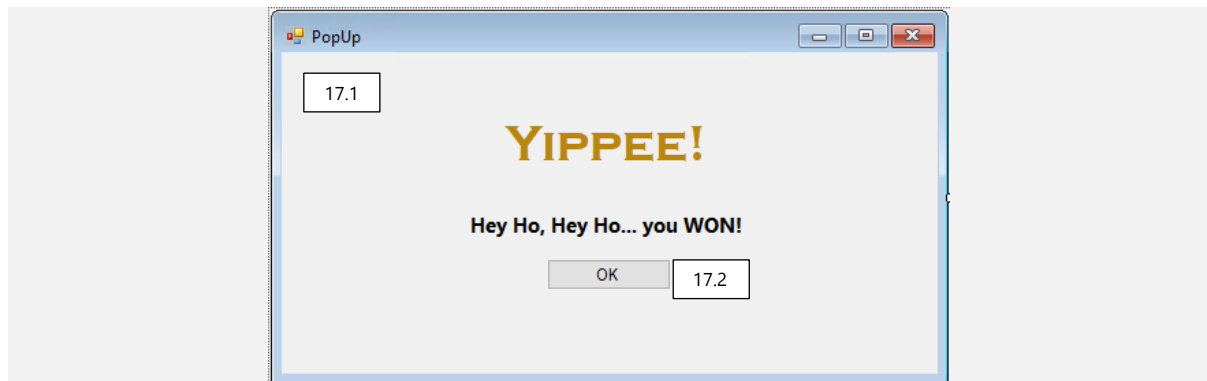 PopUp
17.1
Yippee!
Hey Ho, Hey Ho... you WON!
OK
17.2